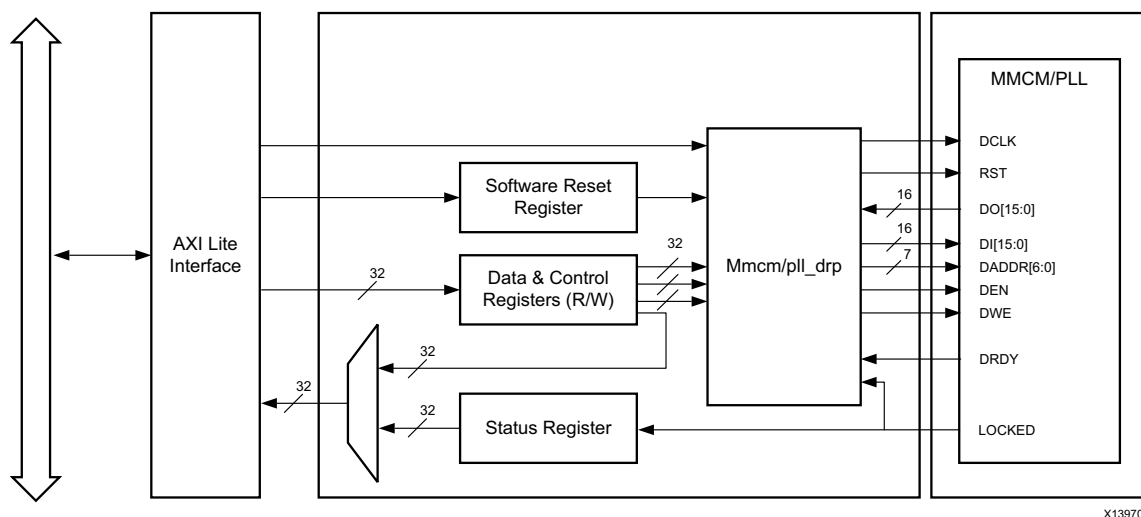 MMCM/PLL
DCLK
Software Reset
Register
RST
16
DO[15:0]
AXI Lite
Interface
16
DI[15:0]
32
Mmcm/pll_drp
7
DADDR[6:0]
32
Data & Control
Registers (R/W)
DEN
DWE
32
DRDY
32
32
Status Register
LOCKED
X13970